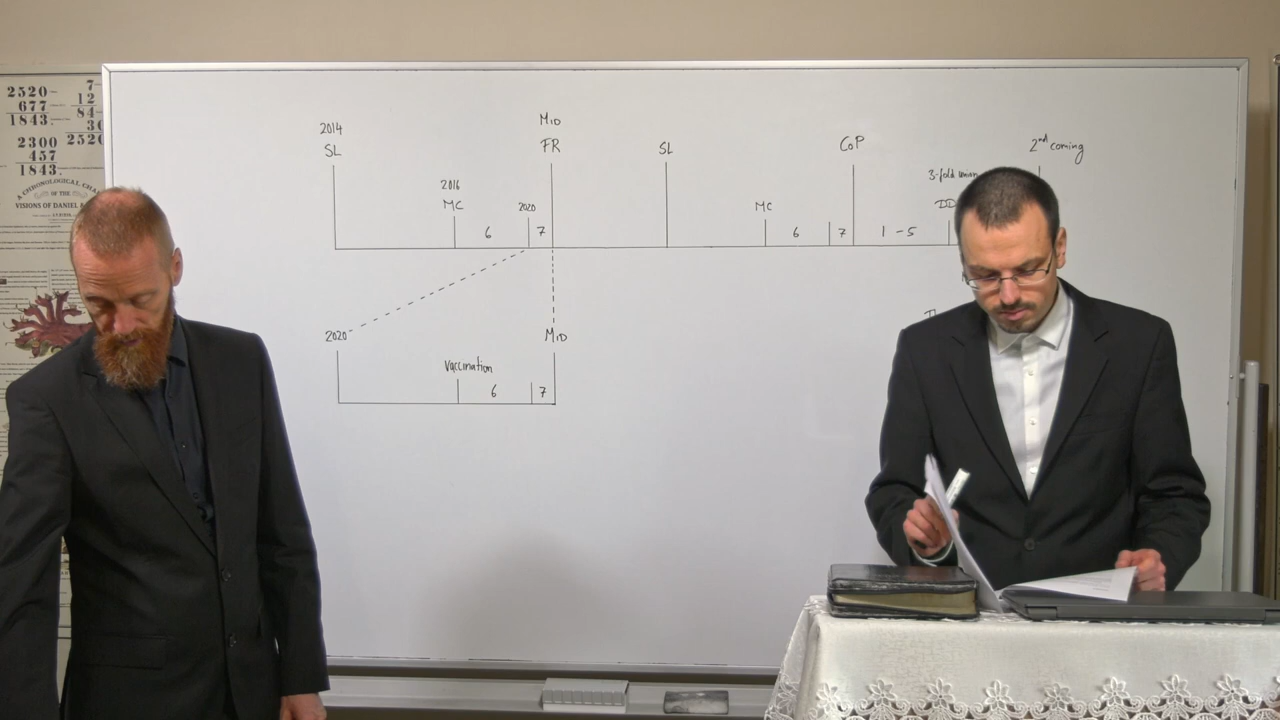 2520
677
1843.
2300
457
1843.
7
12
84
30
2520
A CHRONOLOGICAL CHA
OF THE
VISIONS OF DANIEL &
2014
SL
2016
MC
6
2020
7
MID
FR
SL
MC
6
7
CoP
1 - 5
3-fold union
DD
2nd coming
2020
Vaccination
6
7
MID